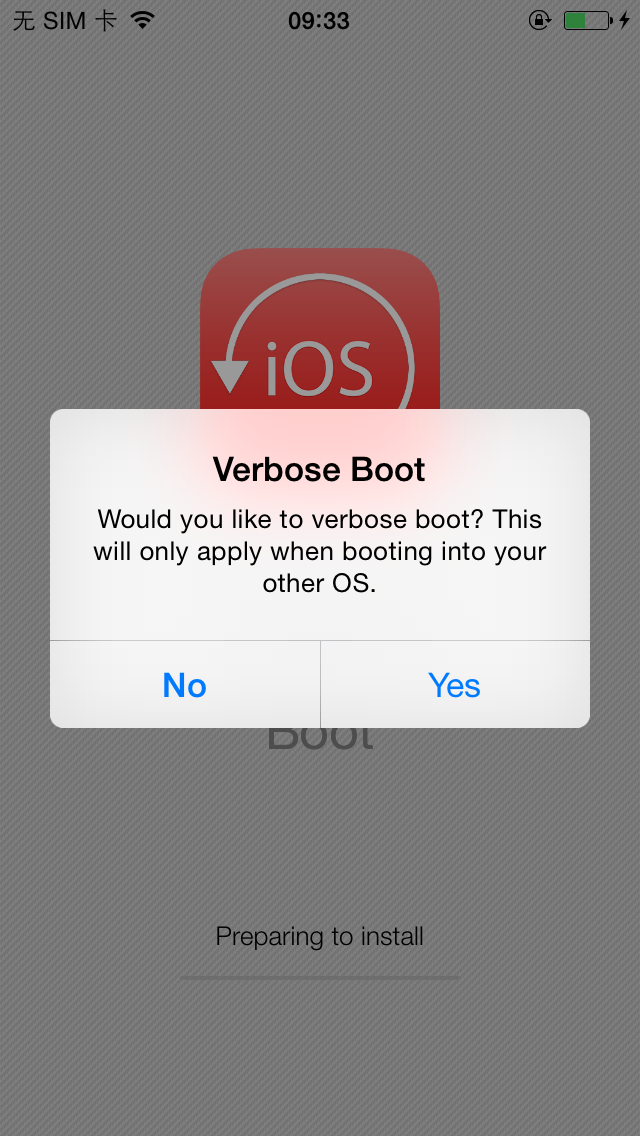 无 SIM 卡
09:33
iOS
Verbose Boot
Would you like to verbose boot? This
will only apply when booting into your
other OS.
No
Yes
Boot
Preparing to install